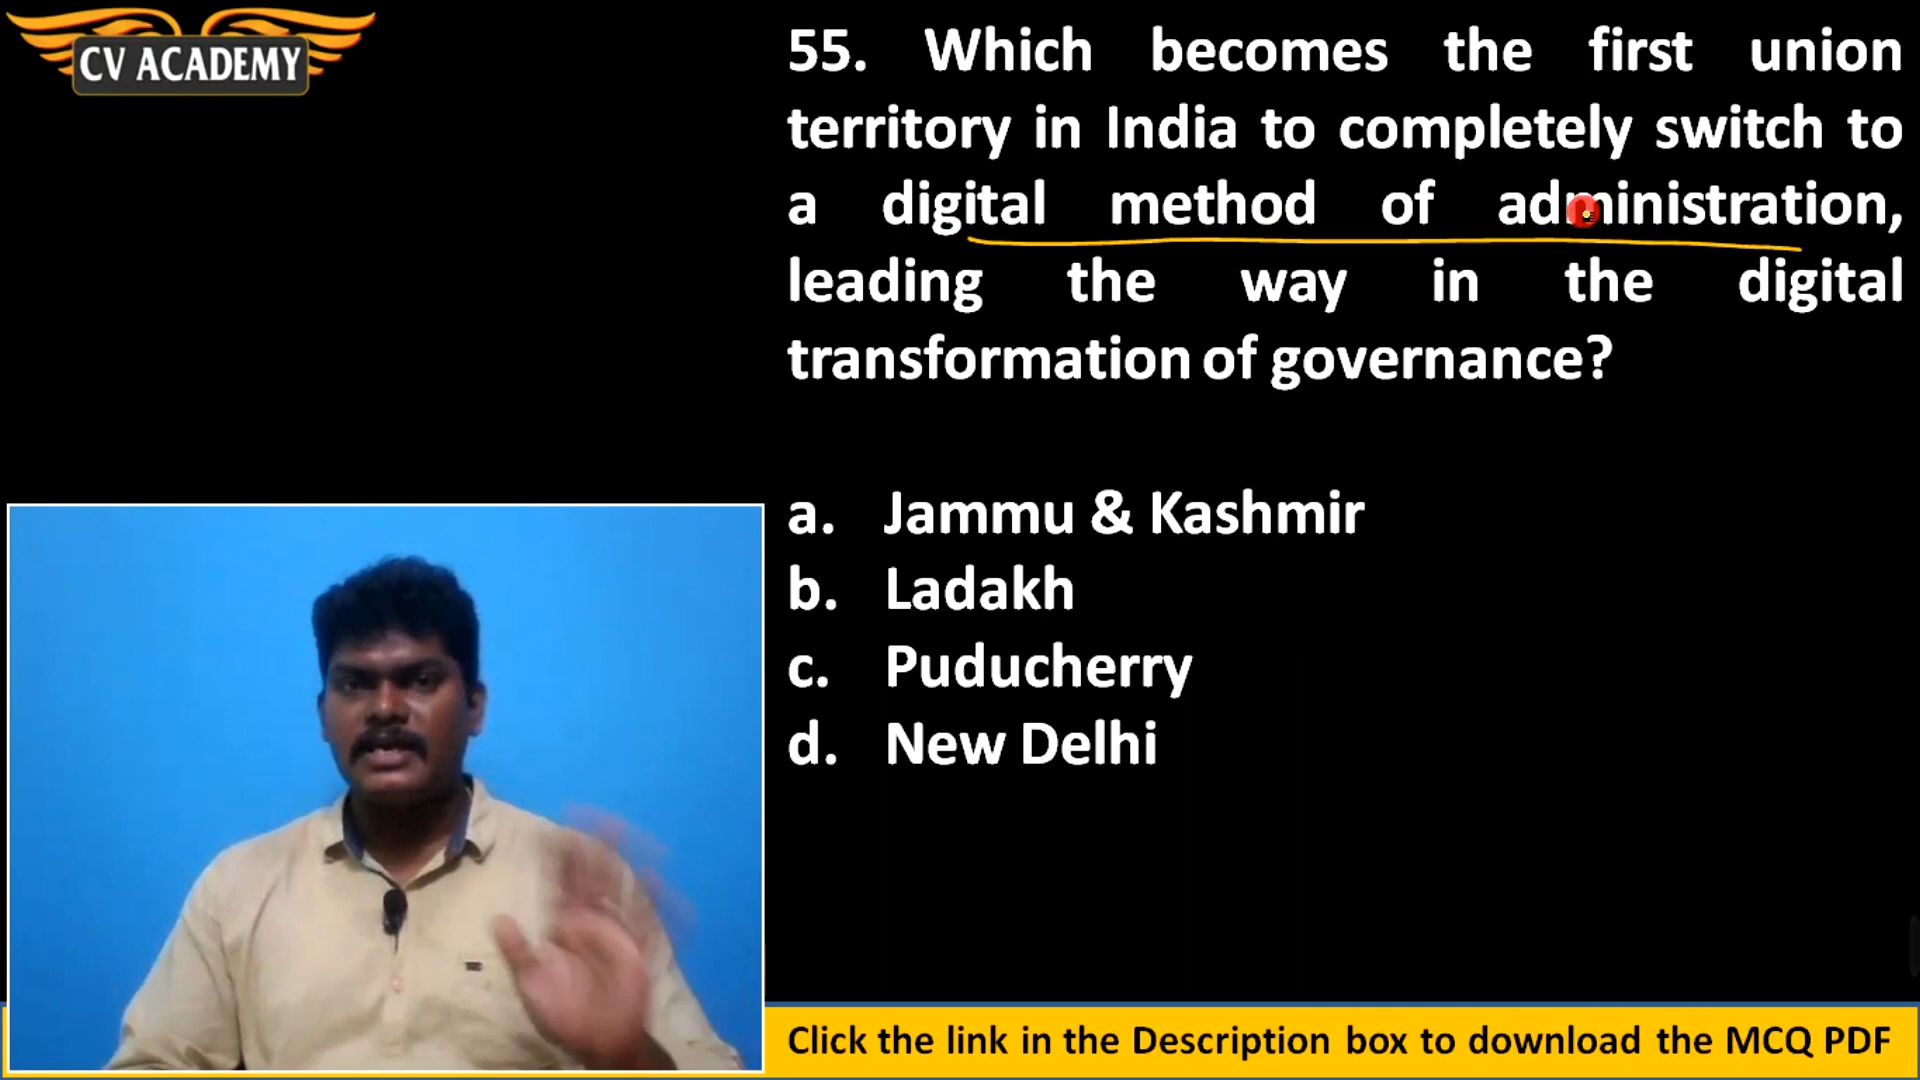 CV ACADEMY
55. Which becomes the first union
territory in India to completely switch to
a digital method of administration,
leading the way in the digital
transformation of governance?
a. Jammu & Kashmir
b. Ladakh
c. Puducherry
d. New Delhi
Click the link in the Description box to download the MCQ PDF